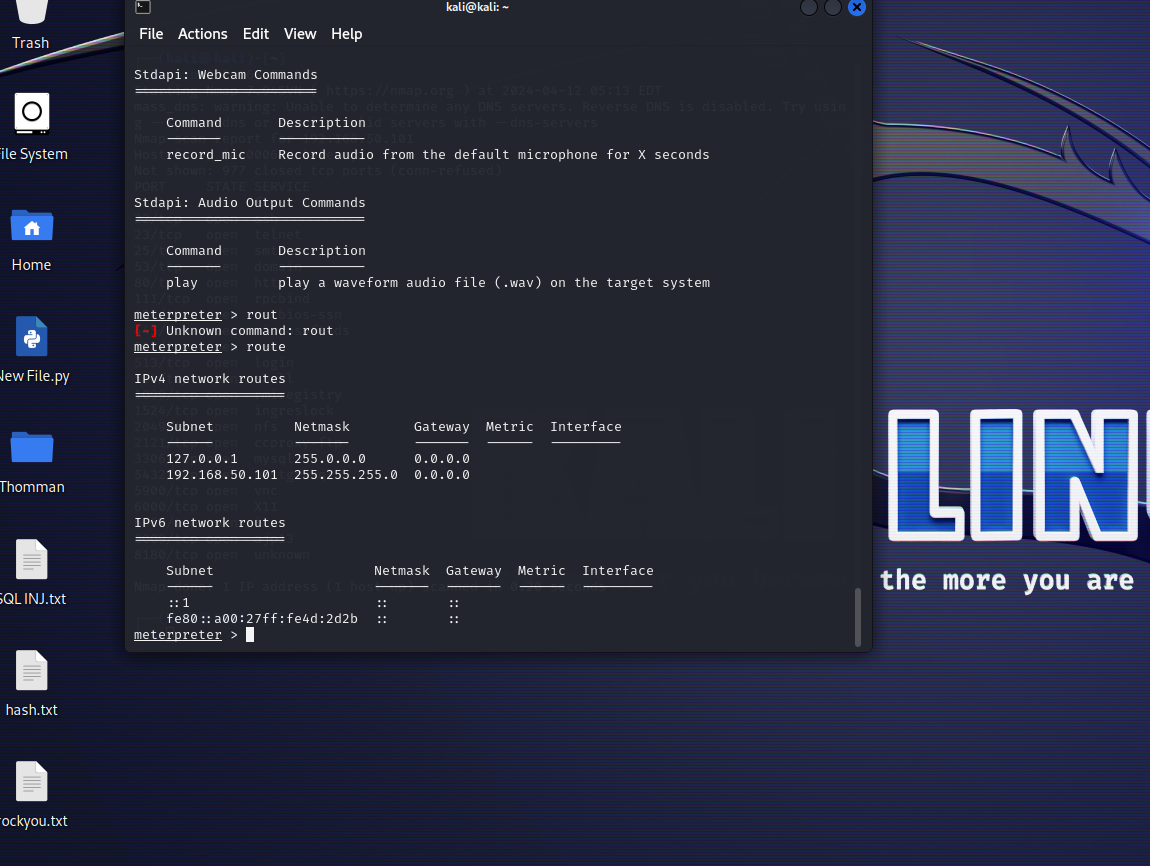 kali@kali: ~
File Actions Edit View Help
Stdapi: Webcam Commands
=======================
Command Description
record_mic Record audio from the default microphone for X seconds
Stdapi: Audio Output Commands
=============================
Command Description
play play a waveform audio file (.wav) on the target system
meterpreter > rout
[-] Unknown command: rout
meterpreter > route
IPv4 network routes
===================
Subnet Netmask Gateway Metric Interface
127.0.0.1 255.0.0.0 0.0.0.0
192.168.50.101 255.255.255.0 0.0.0.0
IPv6 network routes
===================
Subnet Netmask Gateway Metric Interface
::1 :: ::
fe80::a00:27ff:fe4d:2d2b :: ::
meterpreter >
Trash
ile System
Home
New File.py
Thomman
SQL INJ.txt
hash.txt
rockyou.txt
LIN
the more you are